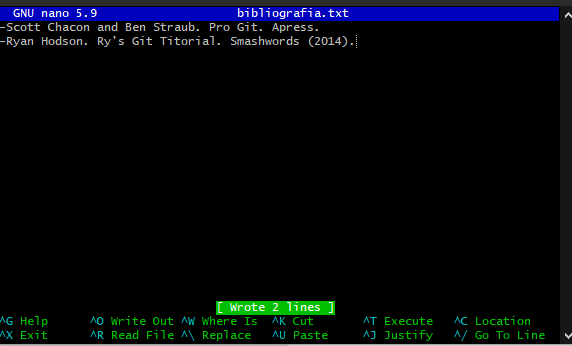 GNU nano 5.9 bibliografia.txt
-Scott Chacon and Ben Straub. Pro Git. Apress.
-Ryan Hodson. Ry's Git Titorial. Smashwords (2014).
[ Wrote 2 lines ]
^G Help ^O Write Out ^W Where Is ^K Cut ^T Execute ^C Location
^X Exit ^R Read File ^\ Replace ^U Paste ^J Justify ^/ Go To Line